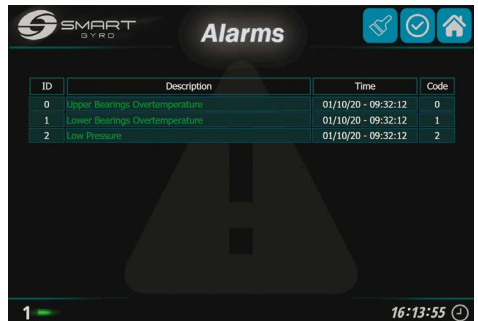 SMART
GYRO
Alarms
ID Description Time Code
0 Upper Bearings Overtemperature 01/10/20 - 09:32:12 0
1 Lower Bearings Overtemperature 01/10/20 - 09:32:12 1
2 Low Pressure 01/10/20 - 09:32:12 2
1 16:13:55